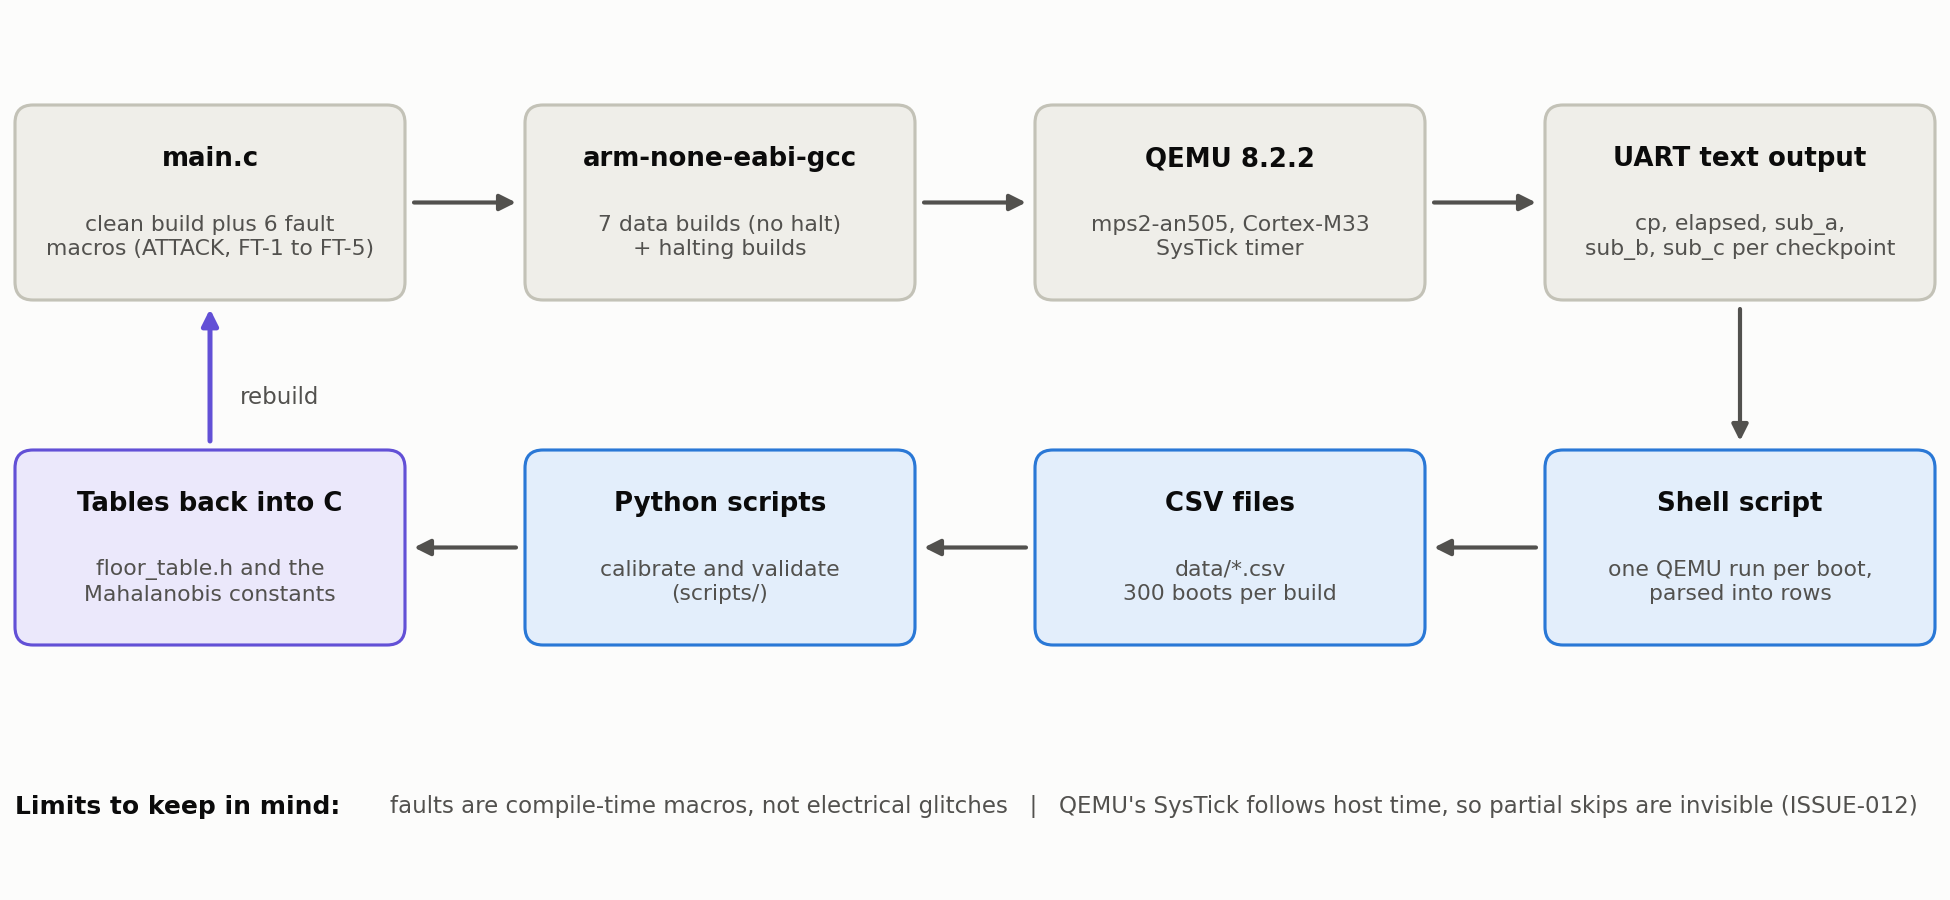 main.c
clean build plus 6 fault
macros (ATTACK, FT-1 to FT-5)
arm-none-eabi-gcc
7 data builds (no halt)
+ halting builds
QEMU 8.2.2
mps2-an505, Cortex-M33
SysTick timer
UART text output
cp, elapsed, sub_a,
sub_b, sub_c per checkpoint
rebuild
Tables back into C
floor_table.h and the
Mahalanobis constants
Python scripts
calibrate and validate
(scripts/)
CSV files
data/*.csv
300 boots per build
Shell script
one QEMU run per boot,
parsed into rows
Limits to keep in mind: faults are compile-time macros, not electrical glitches | QEMU's SysTick follows host time, so partial skips are invisible (ISSUE-012)